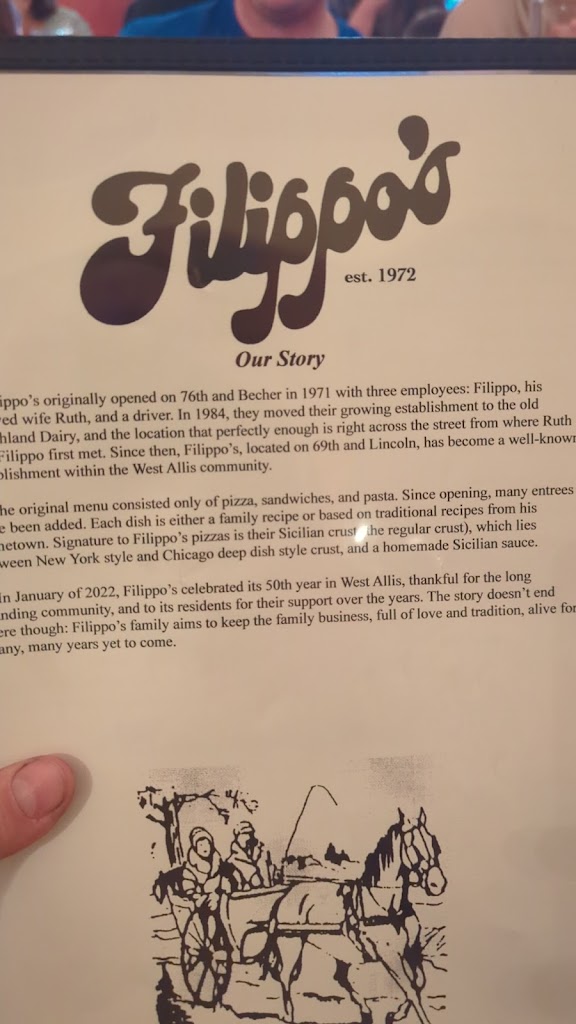 Filippo's
est. 1972
Our Story
ippo's originally opened on 76th and Becher in 1971 with three employees: Filippo, his
ed wife Ruth, and a driver. In 1984, they moved their growing establishment to the old
hland Dairy, and the location that perfectly enough is right across the street from where Ruth
Filippo first met. Since then, Filippo's, located on 69th and Lincoln, has become a well-known
blishment within the West Allis community.
he original menu consisted only of pizza, sandwiches, and pasta. Since opening, many entrees
e been added. Each dish is either a family recipe or based on traditional recipes from his
metown. Signature to Filippo's pizzas is their Sicilian crust (the regular crust), which lies
ween New York style and Chicago deep dish style crust, and a homemade Sicilian sauce.
In January of 2022, Filippo's celebrated its 50th year in West Allis, thankful for the long
nding community, and to its residents for their support over the years. The story doesn't end
ere though: Filippo's family aims to keep the family business, full of love and tradition, alive for
any, many years yet to come.